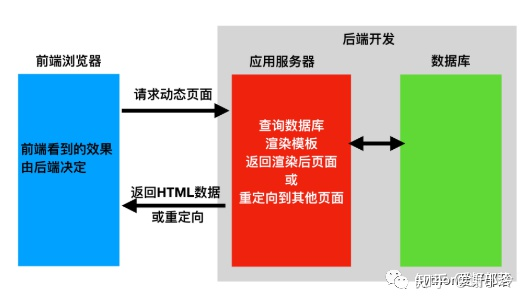 后端开发
前端浏览器
应用服务器
数据库
请求动态页面
前端看到的效果
由后端决定
查询数据库
渲染模板
返回渲染后页面
或
重定向到其他页面
返回HTML数据
或重定向